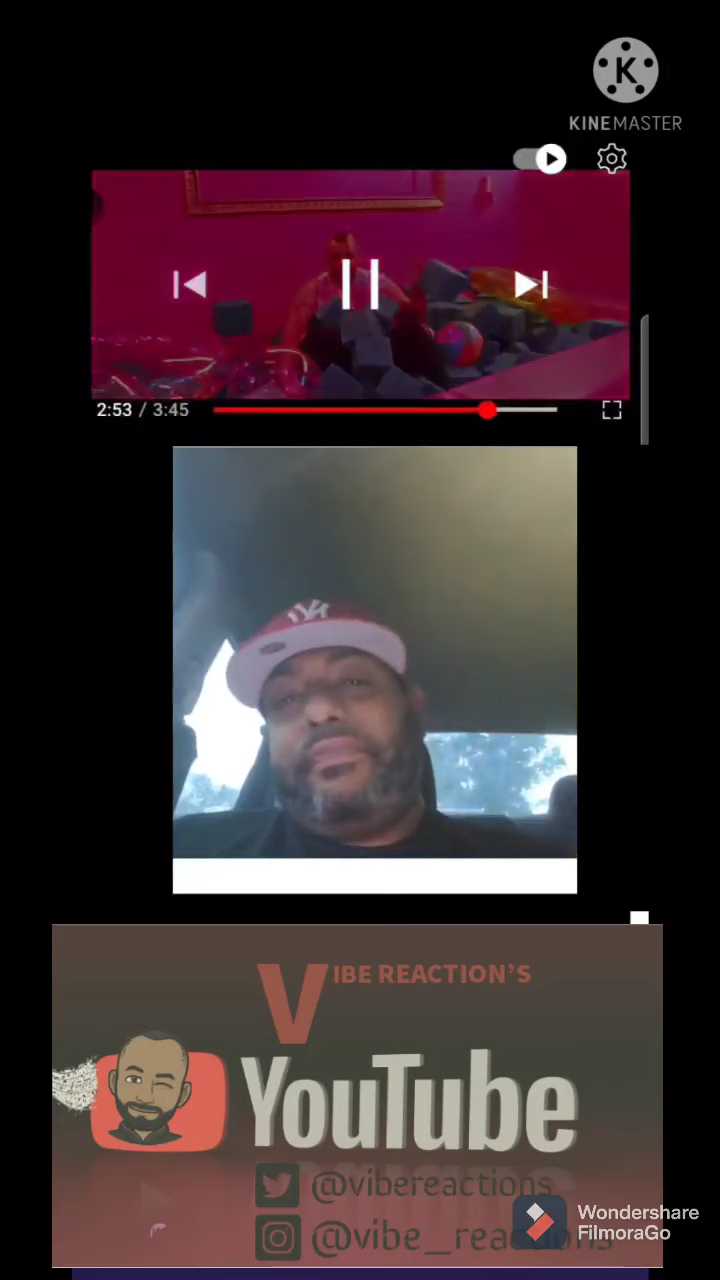 K
KINEMASTER
2:53 / 3:45
NY
VIBE REACTION'S
YouTube
@vibereactions
@vibe_reactions
Wondershare
FilmoraGo